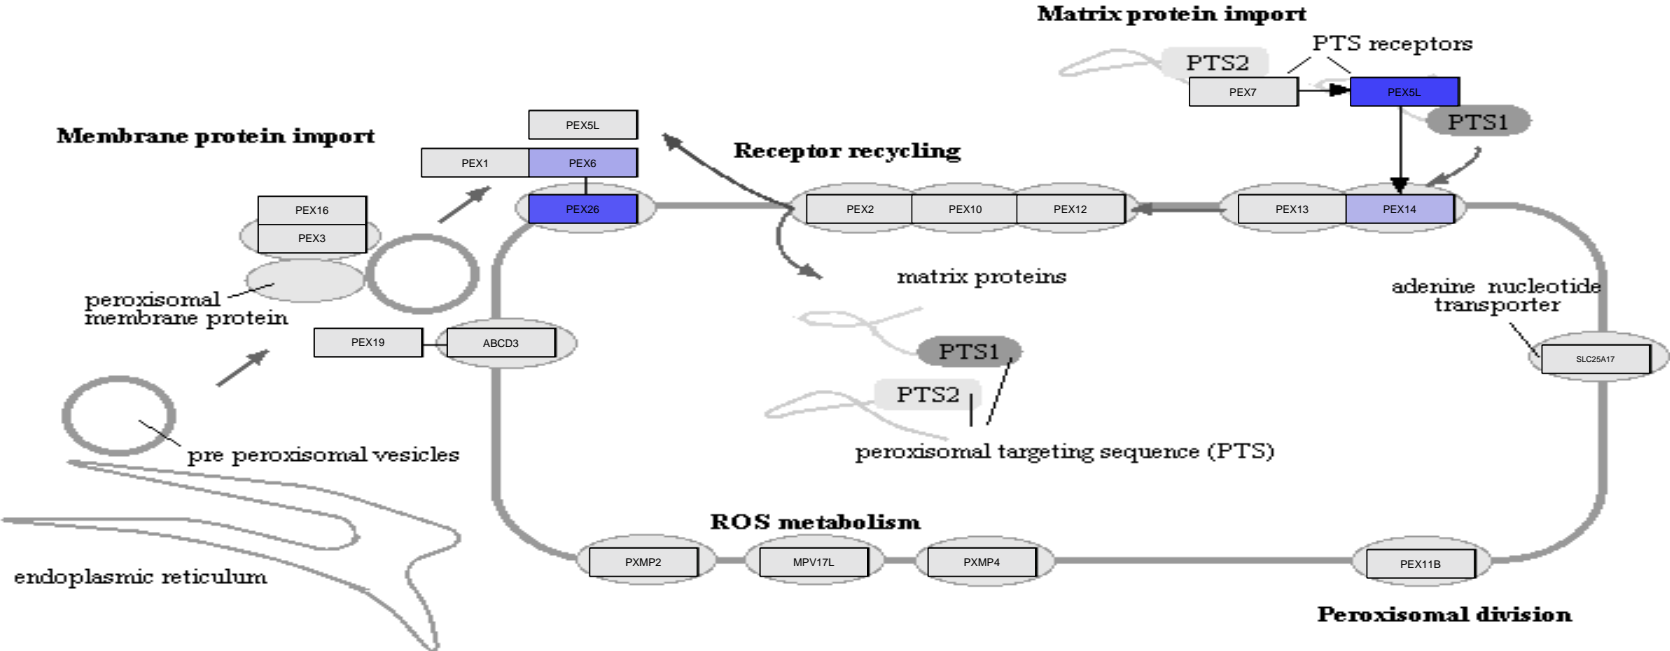 Matrix protein import
PTS receptors
PTS2
PEX7
PEX5L
PTS1
PEX5L
Membrane protein import
PEX1
PEX6
Receptor recycling
PEX16
PEX3
PEX26
PEX2
PEX10
PEX12
PEX13
PEX14
matrix proteins
peroxisomal
membrane protein
adenine nucleotide
transporter
PEX19
ABCD3
PTS1
SLC25A17
PTS2
pre peroxisomal vesicles
peroxisomal targeting sequence (PTS)
ROS metabolism
endoplasmic reticulum
PXMP2
MPV17L
PXMP4
PEX11B
Peroxisomal division